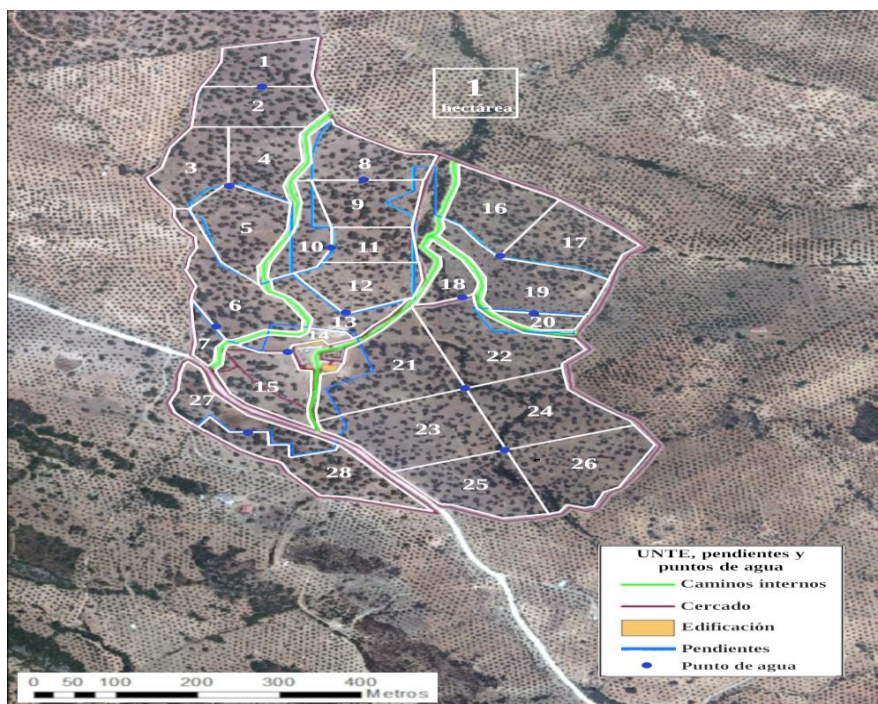 1
1
hectárea
2
3
4
8
9
16
5
17
10
11
12
19
18
6
13
20
7
14
22
21
15
27
24
23
28
25
26
UNTE, pendientes y
puntos de agua
Caminos internos
Cercado
Edificación
Pendientes
Punto de agua
0 50 100 200 300 400
Metros